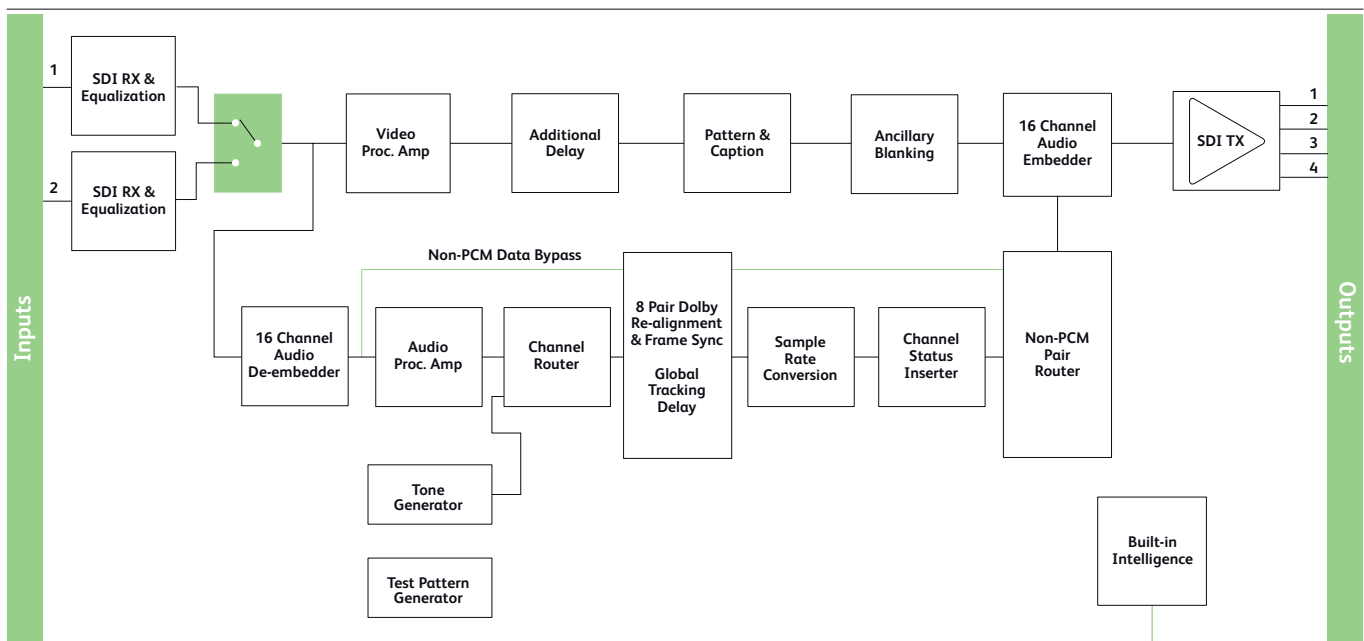 Inputs
1
SDI RX &
Equalization
2
SDI RX &
Equalization
Video
Proc. Amp
Additional
Delay
Pattern &
Caption
Ancillary
Blanking
16 Channel
Audio
Embedder
SDI TX
1
2
3
4
Outputs
Non-PCM Data Bypass
16 Channel
Audio
De-embedder
Audio
Proc. Amp
Channel
Router
8 Pair Dolby
Re-alignment
& Frame Sync
Global
Tracking
Delay
Sample
Rate
Conversion
Channel
Status
Inserter
Non-PCM
Pair
Router
Tone
Generator
Test Pattern
Generator
Built-in
Intelligence